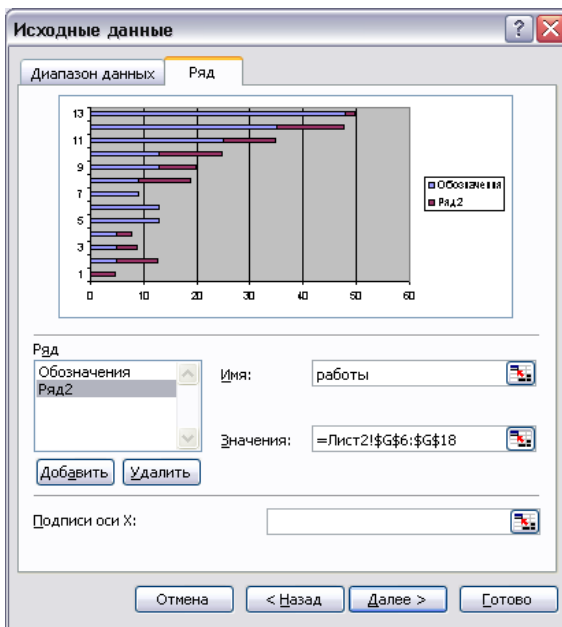 Исходные данные
Диапазон данных
Ряд
13
11
9
7
5
3
1
0 10 20 30 40 50 60
Обозначения
Ряд2
Ряд
Обозначения
Ряд2
Имя:
работы
Значения:
=Лист2!$G$6:$G$18
Добавить
Удалить
Подписи оси X:
Отмена
< Назад
Далее >
Готово